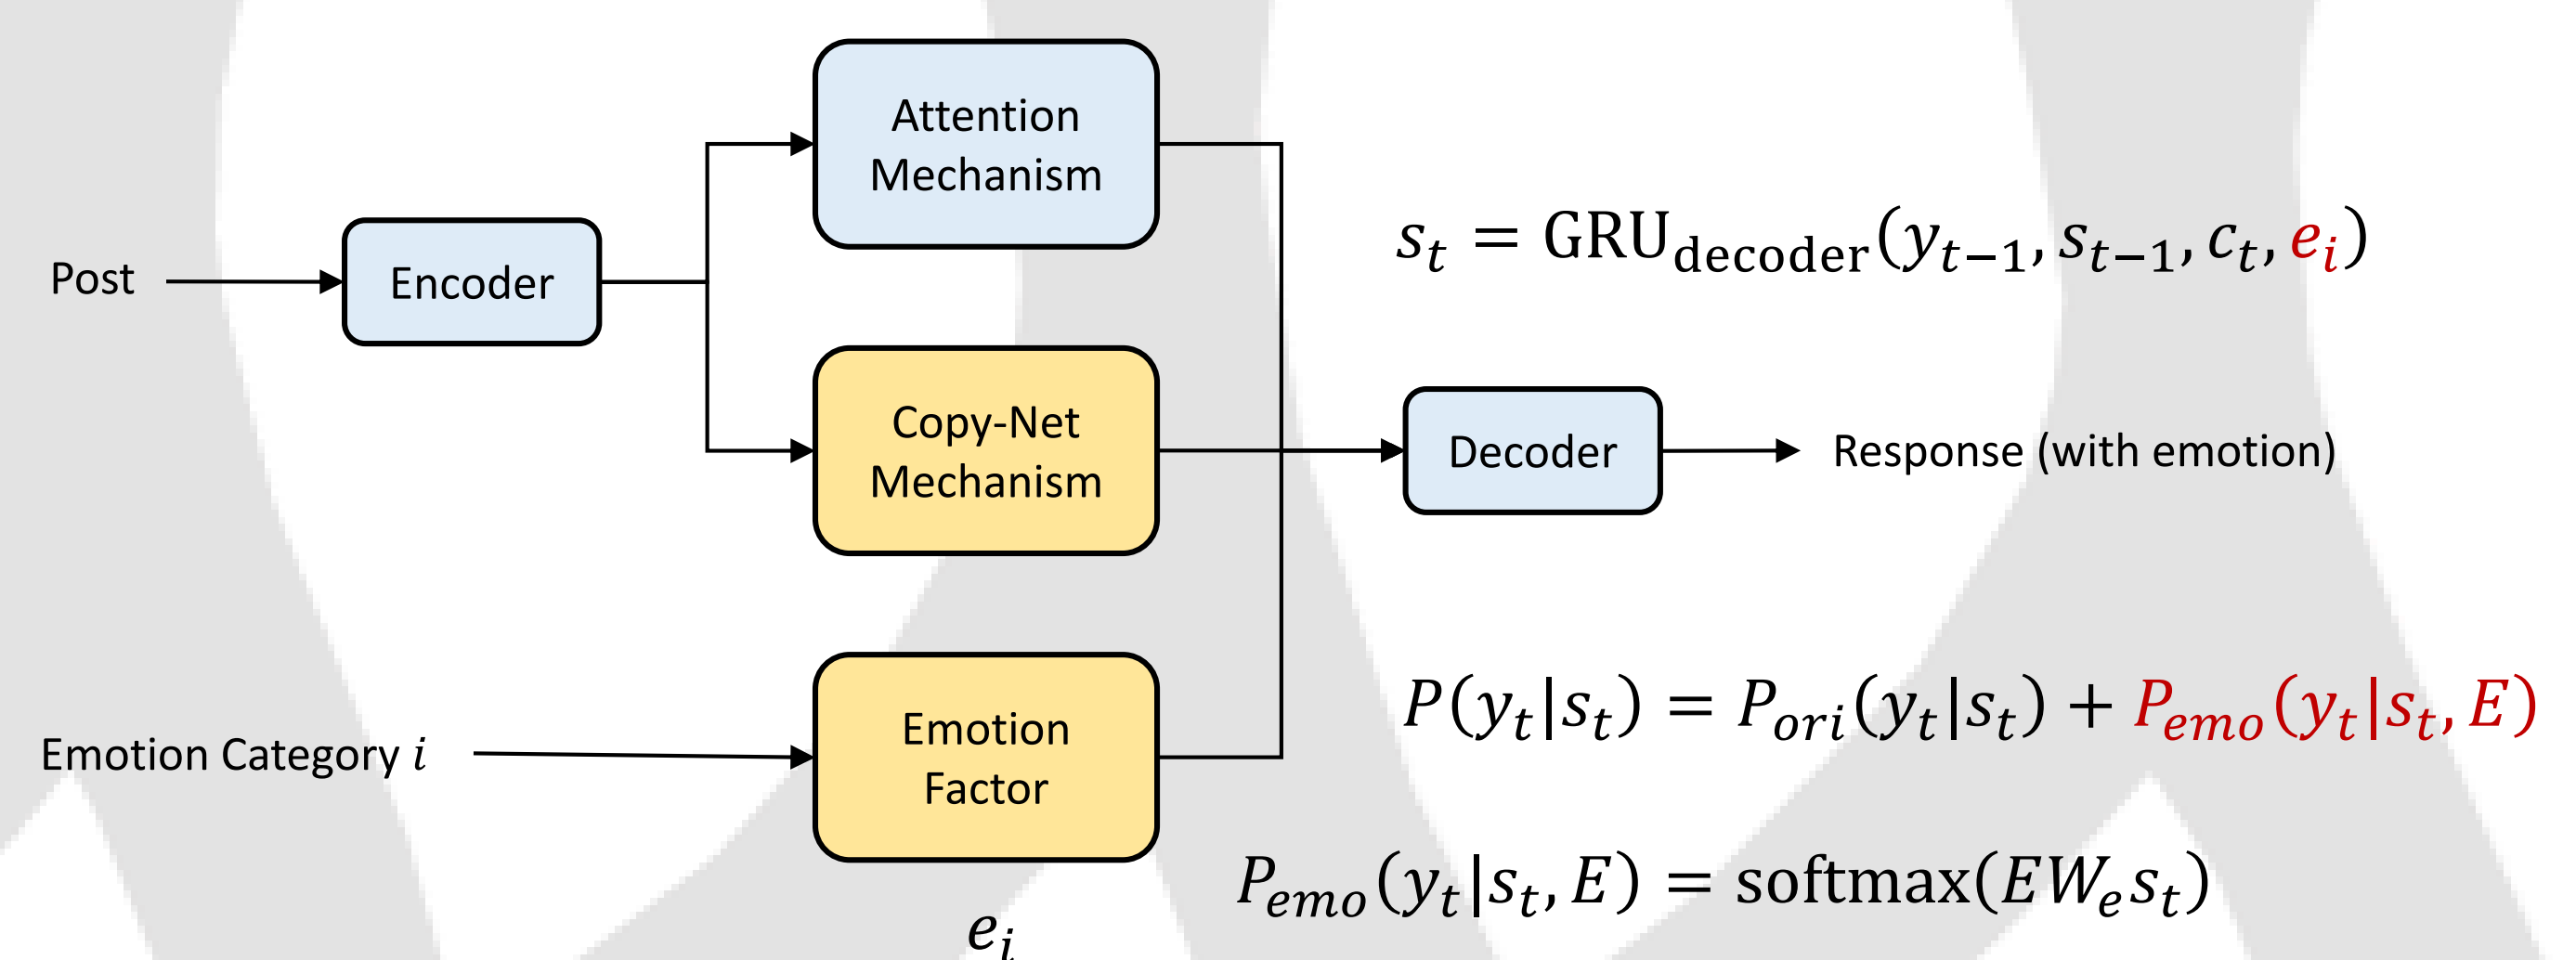 Attention
Mechanism
Post
Encoder
s_t = GRU_decoder(y_{t−1}, s_{t−1}, c_t, e_i)
Copy-Net
Mechanism
Decoder
Response (with emotion)
Emotion Category i
Emotion
Factor
P(y_t|s_t) = P_ori(y_t|s_t) + P_emo(y_t|s_t, E)
P_emo(y_t|s_t, E) = softmax(EW_e s_t)
e_i